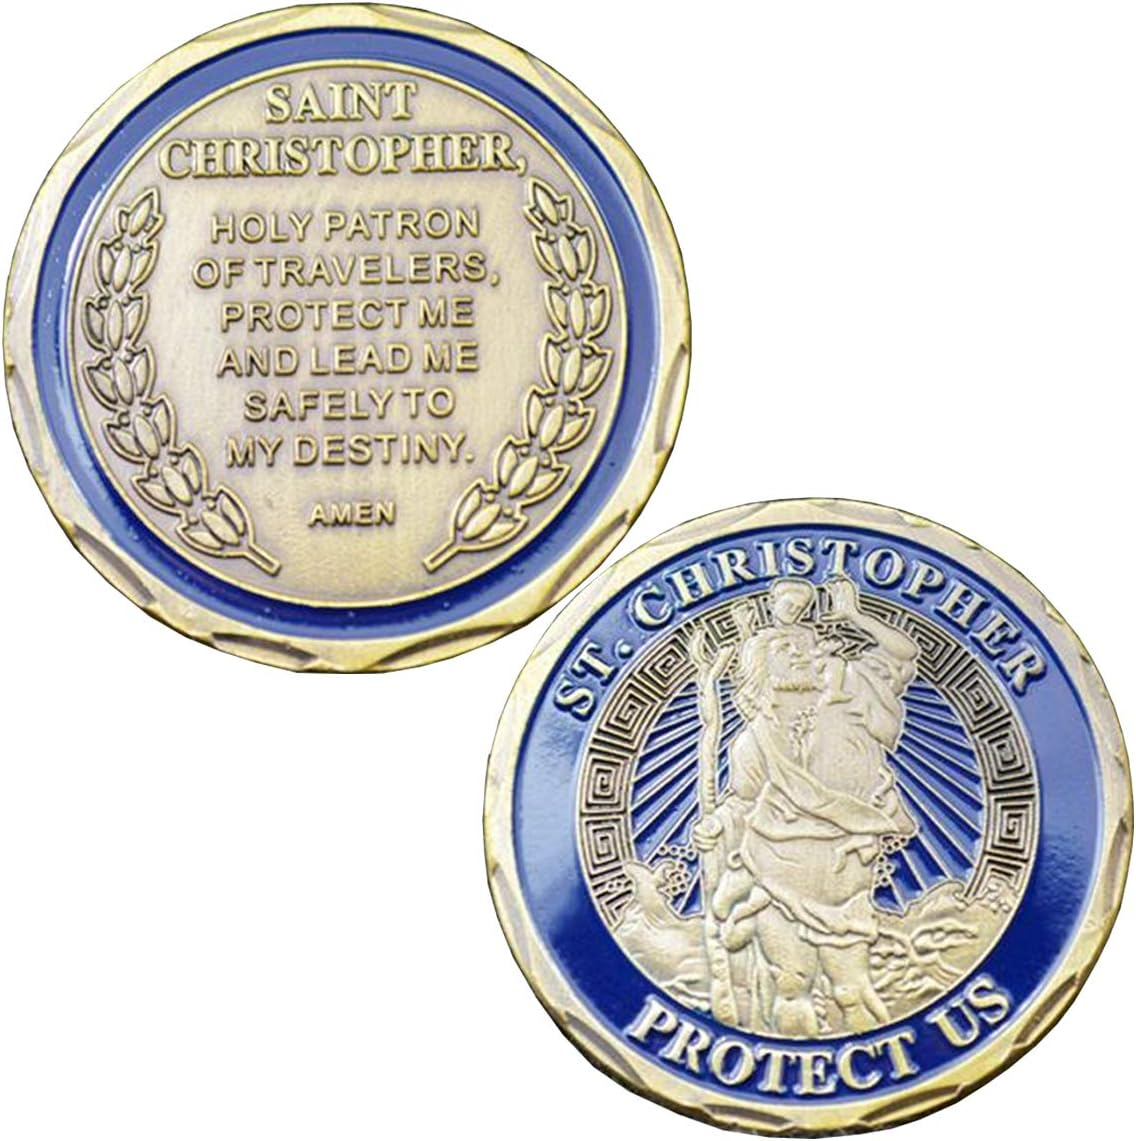 SAINT
CHRISTOPHER,
HOLY PATRON
OF TRAVELERS,
PROTECT ME
AND LEAD ME
SAFELY TO
MY DESTINY.
AMEN
ST. CHRISTOPHER
PROTECT US